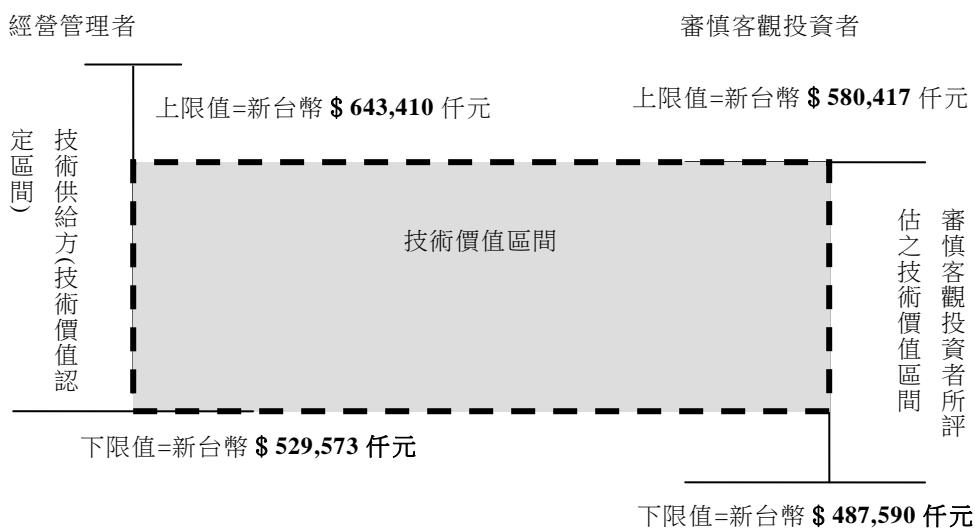 經營管理者
審慎客觀投資者
上限值=新台幣＄643,410 仟元
上限值=新台幣＄580,417 仟元
技術供給方(技術價值認
定區間)
技術價值區間
審慎客觀投資者所評
估之技術價值區間
下限值=新台幣＄529,573 仟元
下限值=新台幣＄487,590 仟元